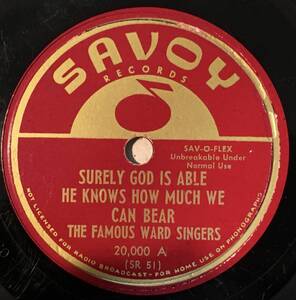 SAVOY
RECORDS
SAV-O-FLEX
Unbreakable Under
Normal Use
SURELY GOD IS ABLE
HE KNOWS HOW MUCH WE
CAN BEAR
THE FAMOUS WARD SINGERS
20,000 A
(SR 51)
NOT LICENSED FOR RADIO BROADCAST - FOR HOME USE ON PHONOGRAPHS